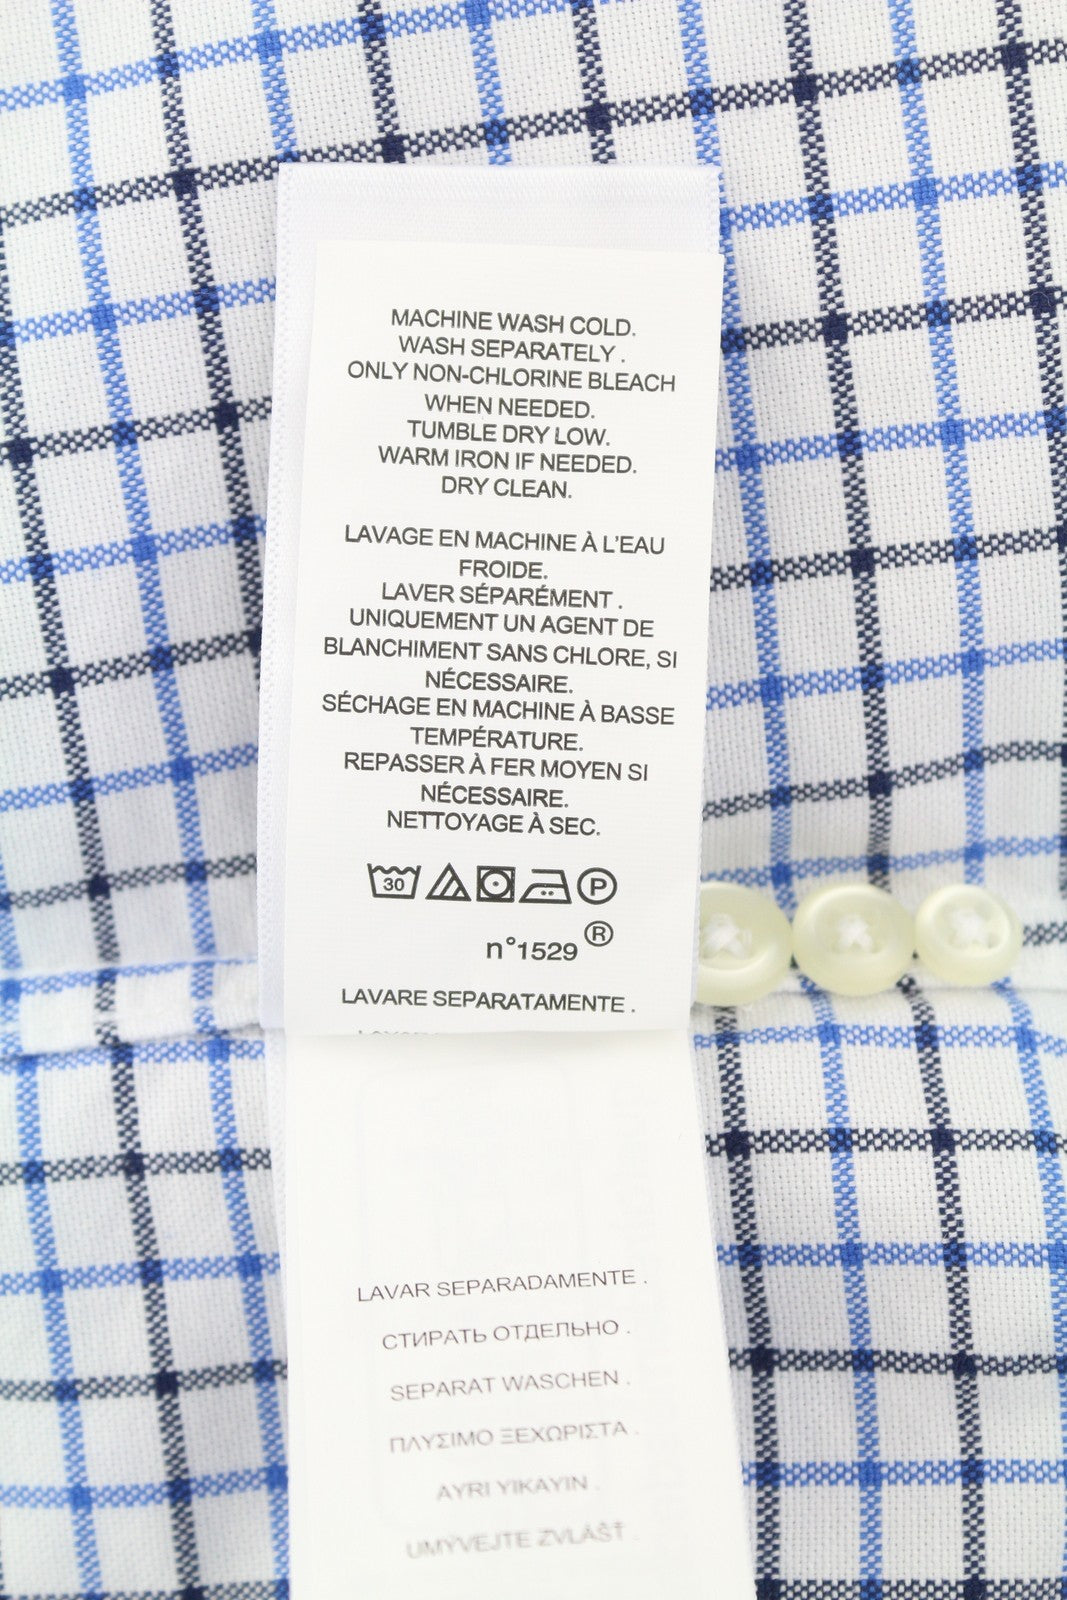 MACHINE WASH COLD.
WASH SEPARATELY .
ONLY NON-CHLORINE BLEACH
WHEN NEEDED.
TUMBLE DRY LOW.
WARM IRON IF NEEDED.
DRY CLEAN.
LAVAGE EN MACHINE À L'EAU
FROIDE.
LAVER SÉPARÉMENT .
UNIQUEMENT UN AGENT DE
BLANCHIMENT SANS CHLORE, SI
NÉCESSAIRE.
SÉCHAGE EN MACHINE À BASSE
TEMPÉRATURE.
REPASSER À FER MOYEN SI
NÉCESSAIRE.
NETTOYAGE À SEC.
30 P
n°1529 ®
LAVARE SEPARATAMENTE .
LAVAR SEPARADAMENTE .
СТИРАТЬ ОТДЕЛЬНО .
SEPARAT WASCHEN .
ΠΛΥΣΙΜΟ ΞΕΧΩΡΙΣΤΑ .
AYRI YIKAYIN .
UMÝVEJTE ZVLÁŠŤ .